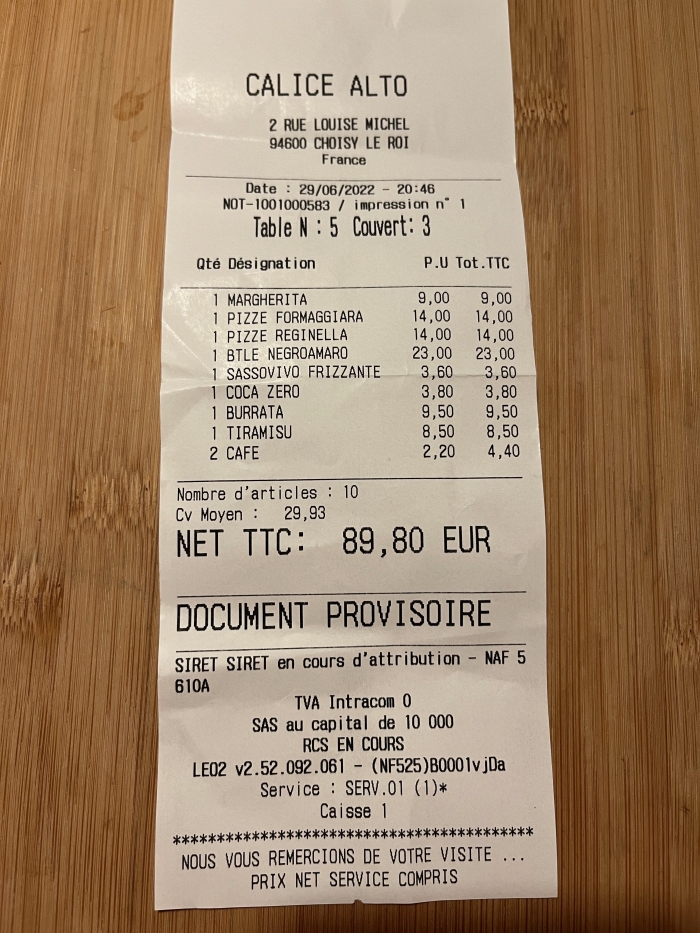 CALICE ALTO
2 RUE LOUISE MICHEL
94600 CHOISY LE ROI
France
Date : 29/06/2022 - 20:46
NOT-1001000583 / impression n° 1
Table N : 5 Couvert: 3
Qté Désignation P.U Tot.TTC
1 MARGHERITA 9,00 9,00
1 PIZZE FORMAGGIARA 14,00 14,00
1 PIZZE REGINELLA 14,00 14,00
1 BTLE NEGROAMARO 23,00 23,00
1 SASSOVIVO FRIZZANTE 3,60 3,60
1 COCA ZERO 3,80 3,80
1 BURRATA 9,50 9,50
1 TIRAMISU 8,50 8,50
2 CAFE 2,20 4,40
Nombre d'articles : 10
Cv Moyen : 29,93
NET TTC: 89,80 EUR
DOCUMENT PROVISOIRE
SIRET SIRET en cours d'attribution - NAF 5
610A
TVA Intracom 0
SAS au capital de 10 000
RCS EN COURS
LEO2 v2.52.092.061 - (NF525)B0001vjDa
Service : SERV.01 (1)*
Caisse 1
******************************************
NOUS VOUS REMERCIONS DE VOTRE VISITE ...
PRIX NET SERVICE COMPRIS